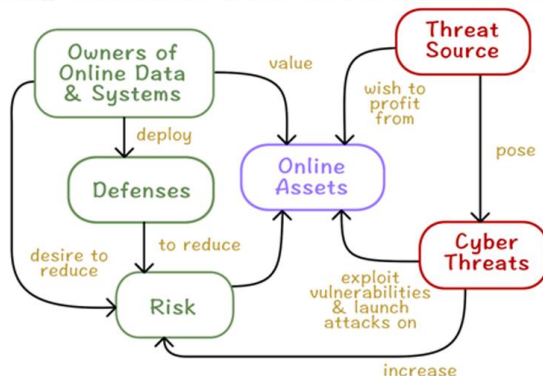 Owners of
Online Data
& Systems
value
Threat
Source
wish to
profit
from
deploy
Online
Assets
pose
Defenses
desire to
reduce
to reduce
Cyber
Threats
exploit
vulnerabilities
& launch
attacks on
Risk
increase